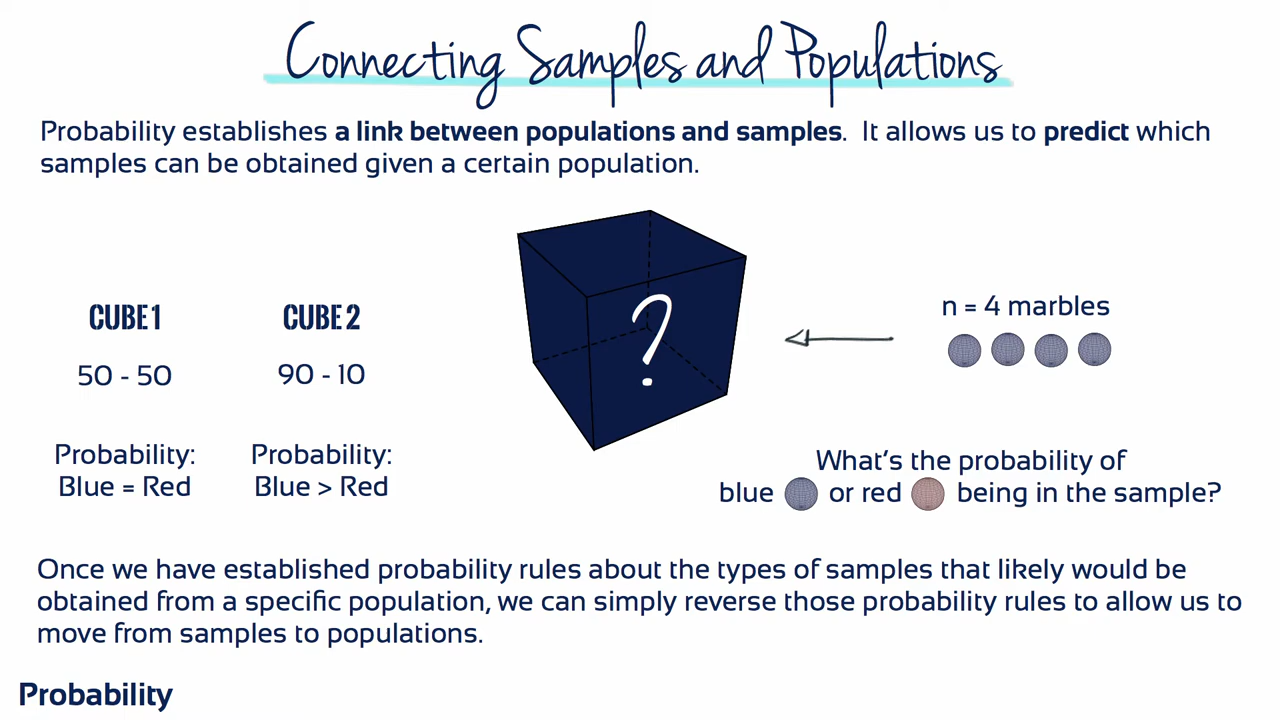 Connecting Samples and Populations
Probability establishes a link between populations and samples. It allows us to predict which
samples can be obtained given a certain population.
CUBE 1
50 - 50
Probability:
Blue = Red
CUBE 2
90 - 10
Probability:
Blue > Red
?
n = 4 marbles
What's the probability of
blue or red being in the sample?
Once we have established probability rules about the types of samples that likely would be
obtained from a specific population, we can simply reverse those probability rules to allow us to
move from samples to populations.
Probability